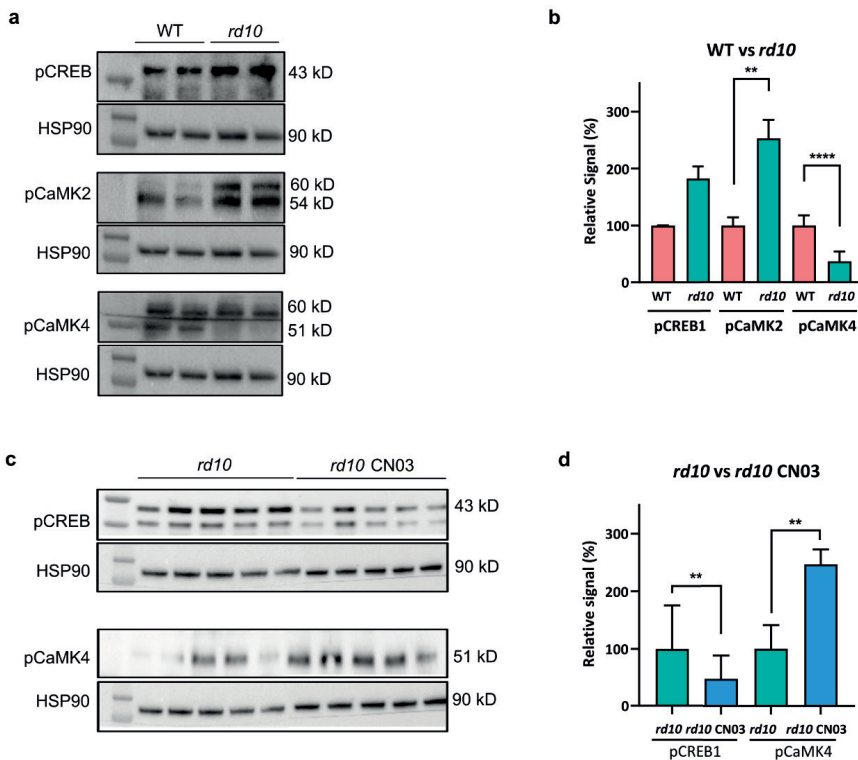 a
WT rd10
pCREB 43 kD
HSP90 90 kD
pCaMK2 60 kD
54 kD
HSP90 90 kD
pCaMK4 60 kD
51 kD
HSP90 90 kD
b
WT vs rd10
Relative Signal (%)
300
200
100
0
**
****
WT rd10 WT rd10 WT rd10
pCREB1 pCaMK2 pCaMK4
c
rd10 rd10 CN03
pCREB 43 kD
HSP90 90 kD
pCaMK4 51 kD
HSP90 90 kD
d
rd10 vs rd10 CN03
Relative signal (%)
300
200
100
0
**
**
rd10 rd10 CN03 rd10 rd10 CN03
pCREB1 pCaMK4